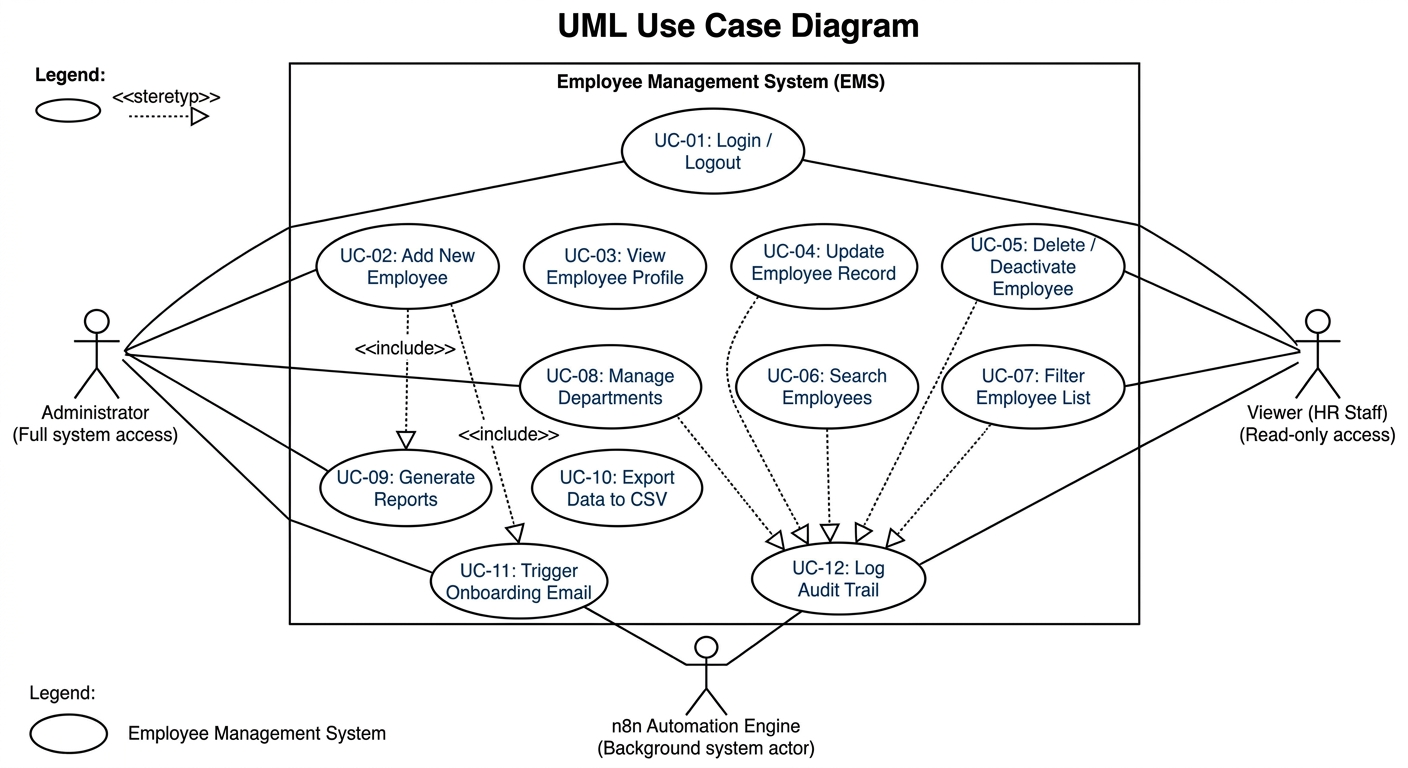 UML Use Case Diagram
Legend:
<<steretyp>>
Employee Management System (EMS)
UC-01: Login /
Logout
UC-02: Add New
Employee
UC-03: View
Employee Profile
UC-04: Update
Employee Record
UC-05: Delete /
Deactivate
Employee
<<include>>
UC-08: Manage
Departments
UC-06: Search
Employees
UC-07: Filter
Employee List
Administrator
(Full system access)
Viewer (HR Staff)
(Read-only access)
<<include>>
UC-09: Generate
Reports
UC-10: Export
Data to CSV
UC-11: Trigger
Onboarding Email
UC-12: Log
Audit Trail
n8n Automation Engine
(Background system actor)
Legend:
Employee Management System